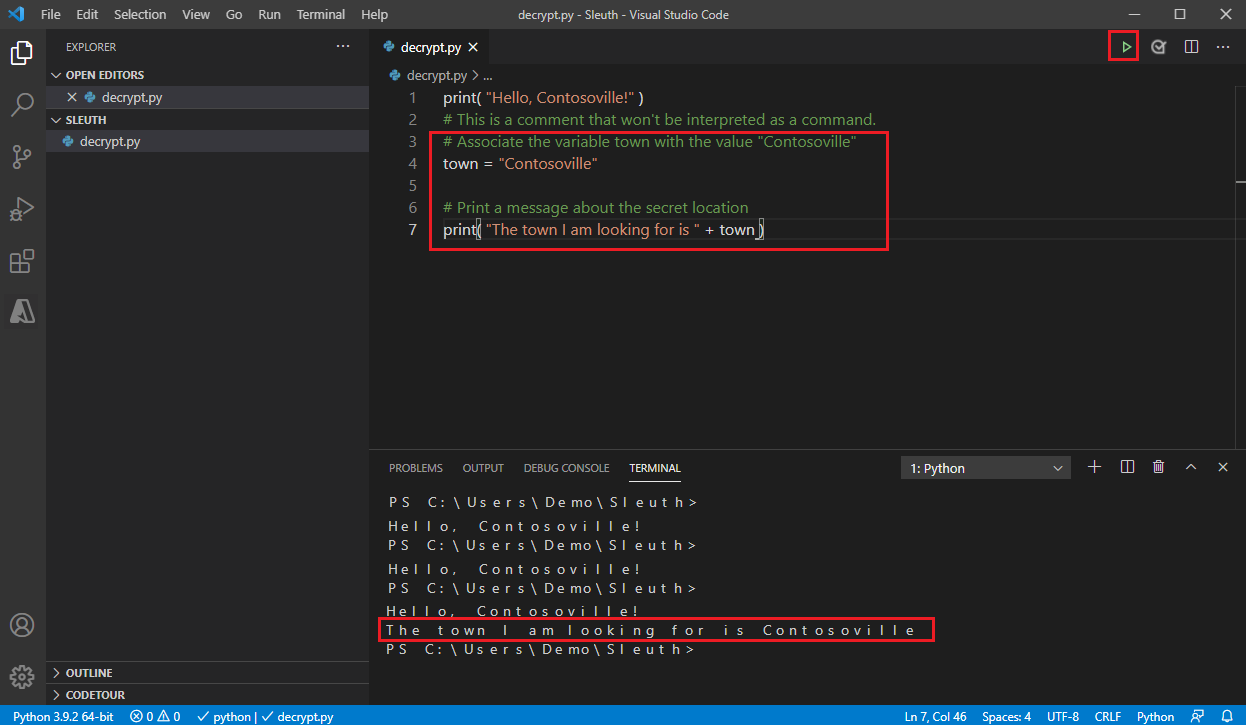 File Edit Selection View Go Run Terminal Help decrypt.py - Sleuth - Visual Studio Code
EXPLORER
OPEN EDITORS
decrypt.py
SLEUTH
decrypt.py
OUTLINE
CODETOUR
decrypt.py
decrypt.py > ...
1 print( "Hello, Contosoville!" )
2 # This is a comment that won't be interpreted as a command.
3 # Associate the variable town with the value "Contosoville"
4 town = "Contosoville"
5
6 # Print a message about the secret location
7 print( "The town I am looking for is " + town )
PROBLEMS OUTPUT DEBUG CONSOLE TERMINAL 1: Python
PS C:\Users\Demo\Sleuth>
Hello, Contosoville!
PS C:\Users\Demo\Sleuth>
Hello, Contosoville!
PS C:\Users\Demo\Sleuth>
Hello, Contosoville!
The town I am looking for is Contosoville
PS C:\Users\Demo\Sleuth>
Python 3.9.2 64-bit 0 0 python | decrypt.py Ln 7, Col 46 Spaces: 4 UTF-8 CRLF Python